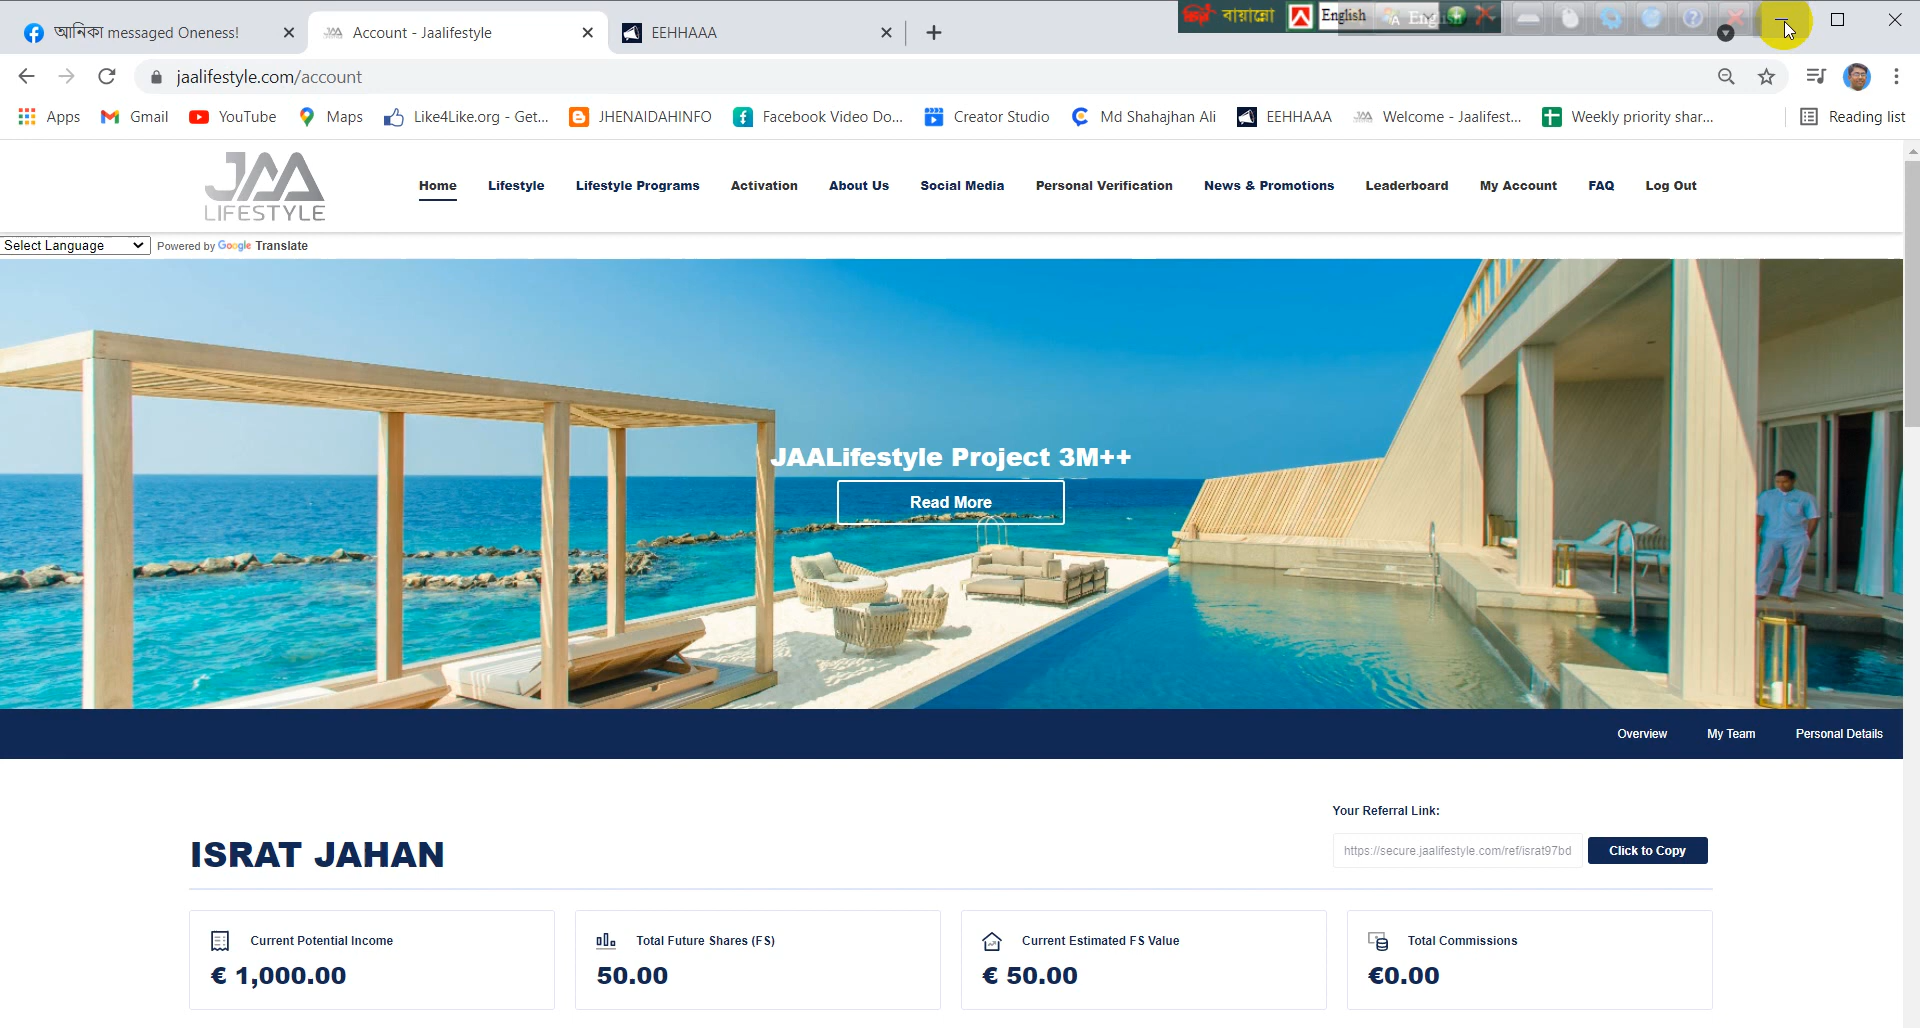 আনিকা messaged Oneness!
Account - Jaalifestyle
EEHHAAA
বায়ান্নো
English
jaalifestyle.com/account
Apps
Gmail
YouTube
Maps
Like4Like.org - Get...
JHENAIDAHINFO
Facebook Video Do...
Creator Studio
Md Shahajhan Ali
EEHHAAA
Welcome - Jaalifest...
Weekly priority shar...
Reading list
JAA
LIFESTYLE
Home
Lifestyle
Lifestyle Programs
Activation
About Us
Social Media
Personal Verification
News & Promotions
Leaderboard
My Account
FAQ
Log Out
Select Language
Powered by Google Translate
JAALifestyle Project 3M++
Read More
Overview
My Team
Personal Details
Your Referral Link:
ISRAT JAHAN
https://secure.jaalifestyle.com/ref/israt97bd
Click to Copy
Current Potential Income
€ 1,000.00
Total Future Shares (FS)
50.00
Current Estimated FS Value
€ 50.00
Total Commissions
€0.00